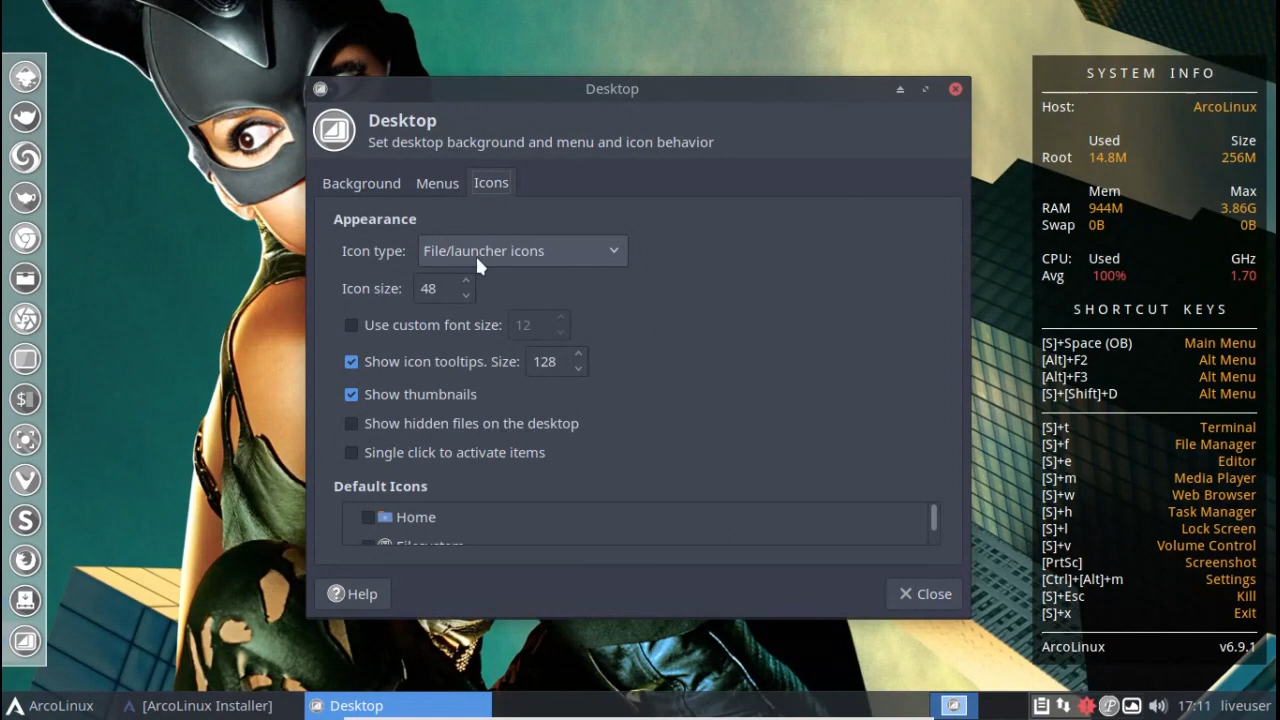 Desktop
Desktop
Set desktop background and menu and icon behavior
Background Menus Icons
Appearance
Icon type: File/launcher icons
Icon size: 48
Use custom font size: 12
Show icon tooltips. Size: 128
Show thumbnails
Show hidden files on the desktop
Single click to activate items
Default Icons
Home
Filesystem
Help
Close
SYSTEM INFO
Host: ArcoLinux
Used Size
Root 14.8M 256M
Mem Max
RAM 944M 3.86G
Swap 0B 0B
CPU: Used GHz
Avg 100% 1.70
SHORTCUT KEYS
[S]+Space (OB) Main Menu
[Alt]+F2 Alt Menu
[Alt]+F3 Alt Menu
[S]+[Shift]+D Alt Menu
[S]+t Terminal
[S]+f File Manager
[S]+e Editor
[S]+m Media Player
[S]+w Web Browser
[S]+h Task Manager
[S]+l Lock Screen
[S]+v Volume Control
[PrtSc] Screenshot
[Ctrl]+[Alt]+m Settings
[S]+Esc Kill
[S]+x Exit
ArcoLinux v6.9.1
ArcoLinux [ArcoLinux Installer] Desktop 17:11 liveuser